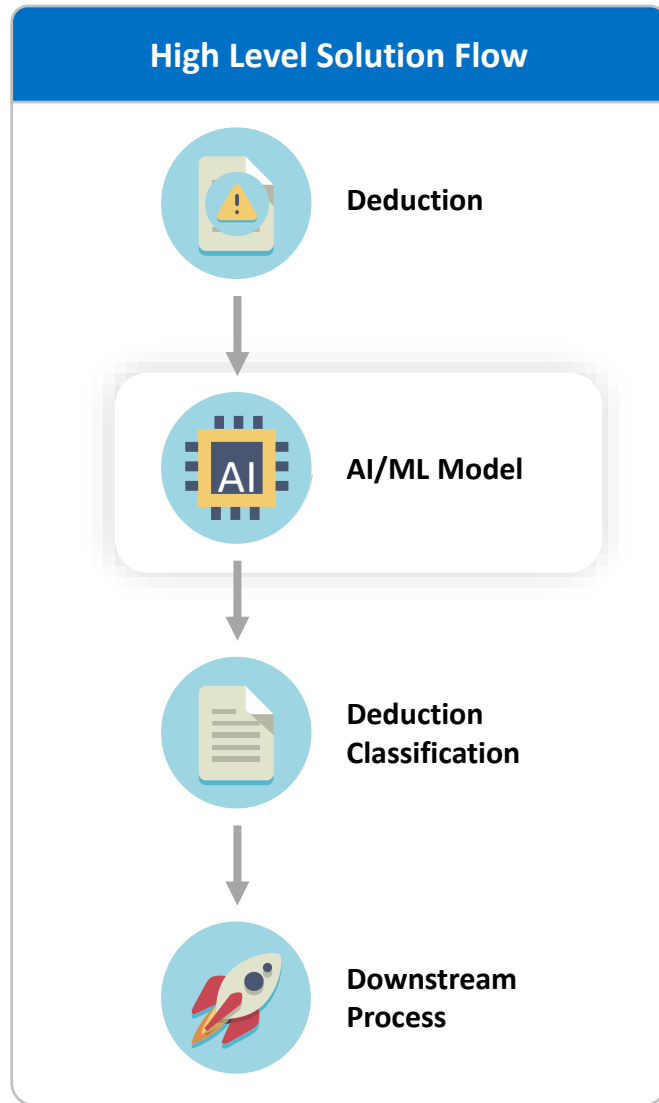 High Level Solution Flow
Deduction
AI
AI/ML Model
Deduction
Classification
Downstream
Process